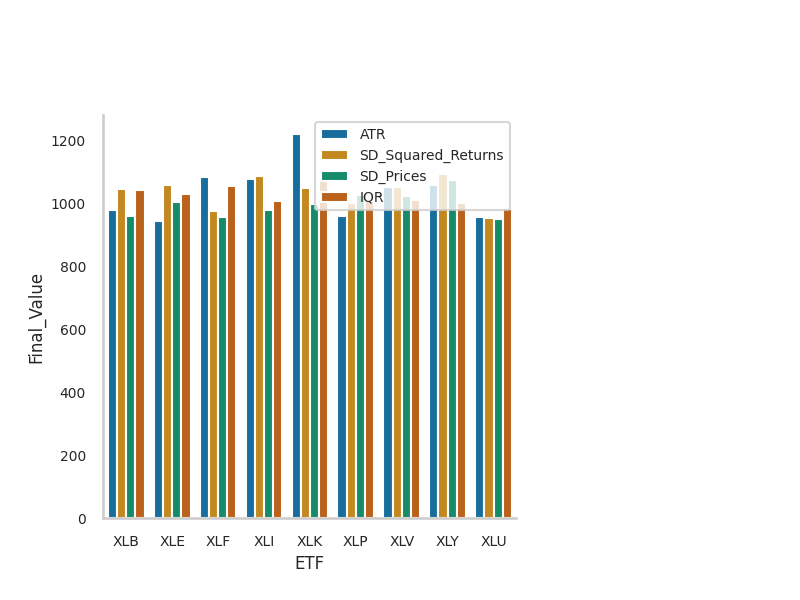 1200
1000
800
600
400
200
0
Final_Value
ATR
SD_Squared_Returns
SD_Prices
IQR
XLB XLE XLF XLI XLK XLP XLV XLY XLU
ETF